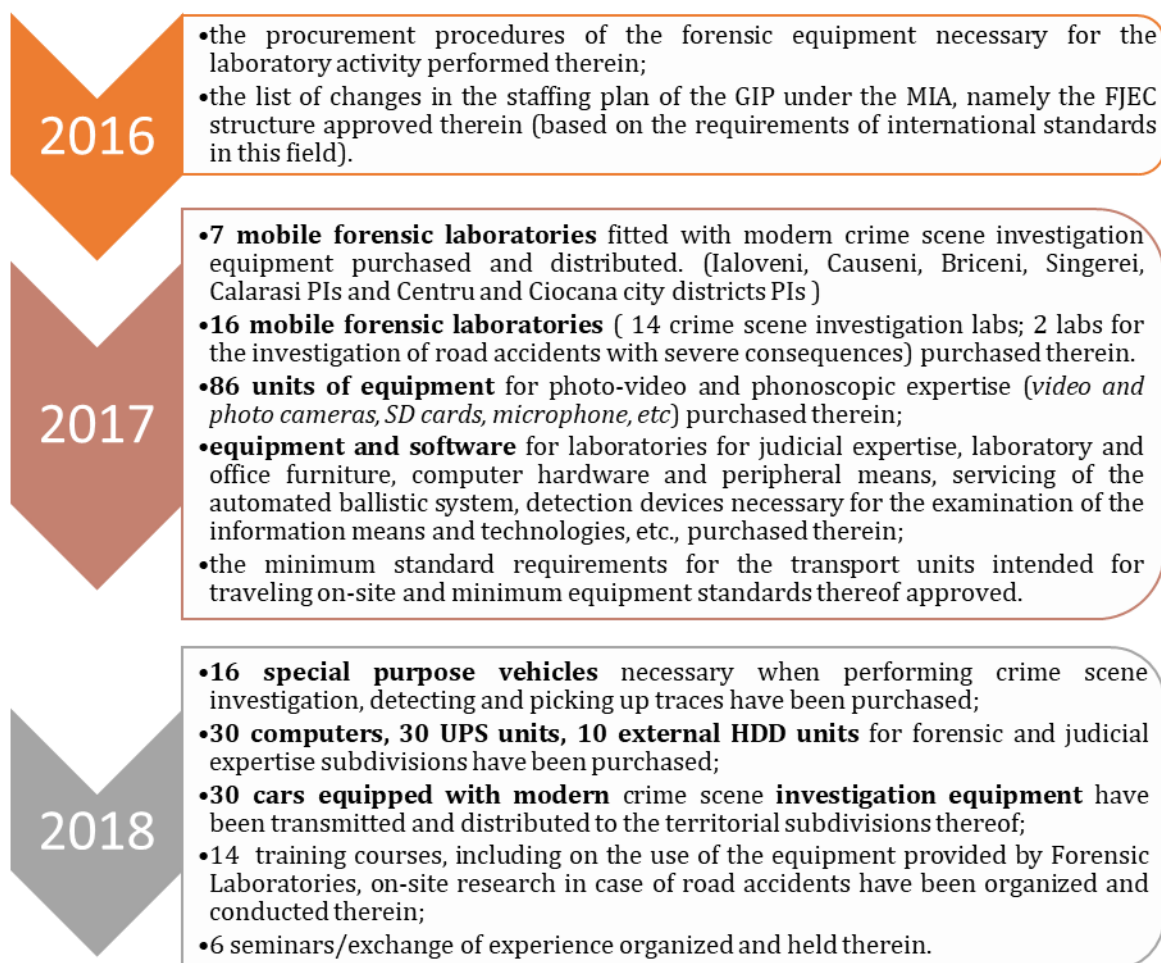 2016
•the procurement procedures of the forensic equipment necessary for the
laboratory activity performed therein;
•the list of changes in the staffing plan of the GIP under the MIA, namely the FJEC
structure approved therein (based on the requirements of international standards
in this field).
2017
•7 mobile forensic laboratories fitted with modern crime scene investigation
equipment purchased and distributed. (Ialoveni, Causeni, Briceni, Singerei,
Calarasi PIs and Centru and Ciocana city districts PIs )
•16 mobile forensic laboratories ( 14 crime scene investigation labs; 2 labs for
the investigation of road accidents with severe consequences) purchased therein.
•86 units of equipment for photo-video and phonoscopic expertise (video and
photo cameras, SD cards, microphone, etc) purchased therein;
•equipment and software for laboratories for judicial expertise, laboratory and
office furniture, computer hardware and peripheral means, servicing of the
automated ballistic system, detection devices necessary for the examination of the
information means and technologies, etc., purchased therein;
•the minimum standard requirements for the transport units intended for
traveling on-site and minimum equipment standards thereof approved.
2018
•16 special purpose vehicles necessary when performing crime scene
investigation, detecting and picking up traces have been purchased;
•30 computers, 30 UPS units, 10 external HDD units for forensic and judicial
expertise subdivisions have been purchased;
•30 cars equipped with modern crime scene investigation equipment have
been transmitted and distributed to the territorial subdivisions thereof;
•14 training courses, including on the use of the equipment provided by Forensic
Laboratories, on-site research in case of road accidents have been organized and
conducted therein;
•6 seminars/exchange of experience organized and held therein.